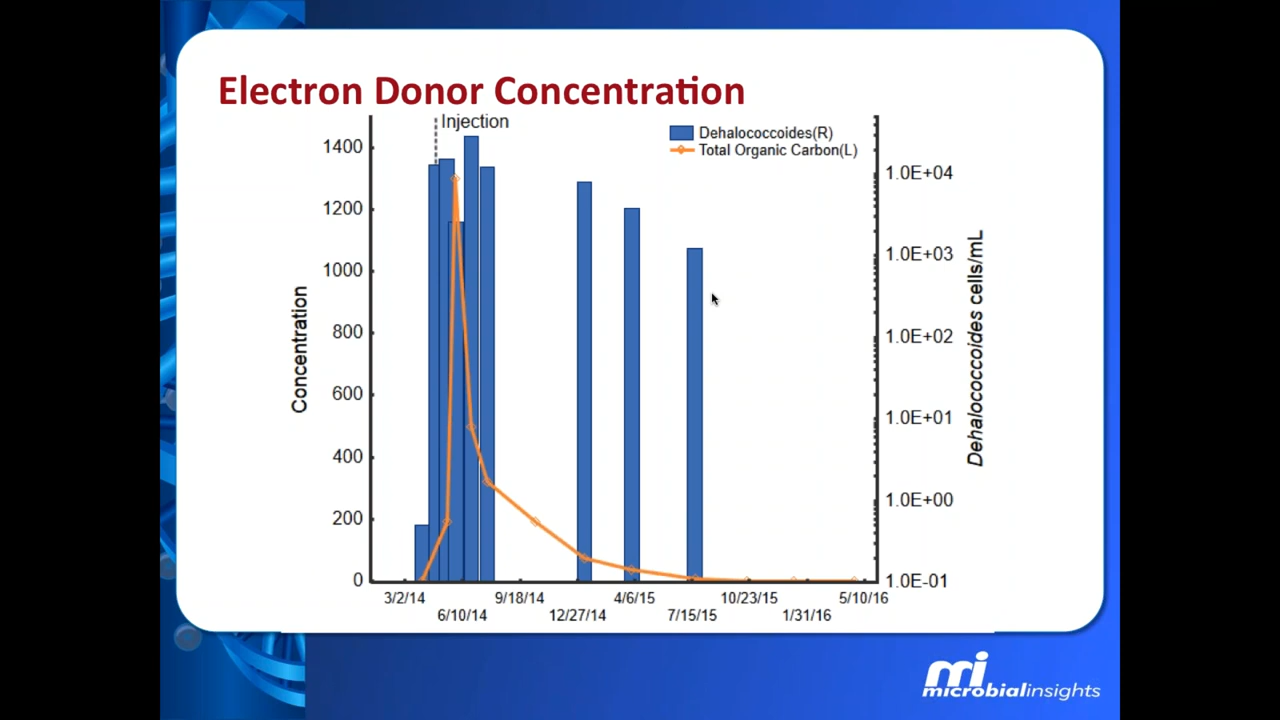 Electron Donor Concentration
Injection
Dehalococcoides(R)
Total Organic Carbon(L)
Concentration
1400
1200
1000
800
600
400
200
0
1.0E+04
1.0E+03
1.0E+02
1.0E+01
1.0E+00
1.0E-01
Dehalococcoides cells/mL
3/2/14 9/18/14 4/6/15 10/23/15 5/10/16
6/10/14 12/27/14 7/15/15 1/31/16
mi
microbialinsights